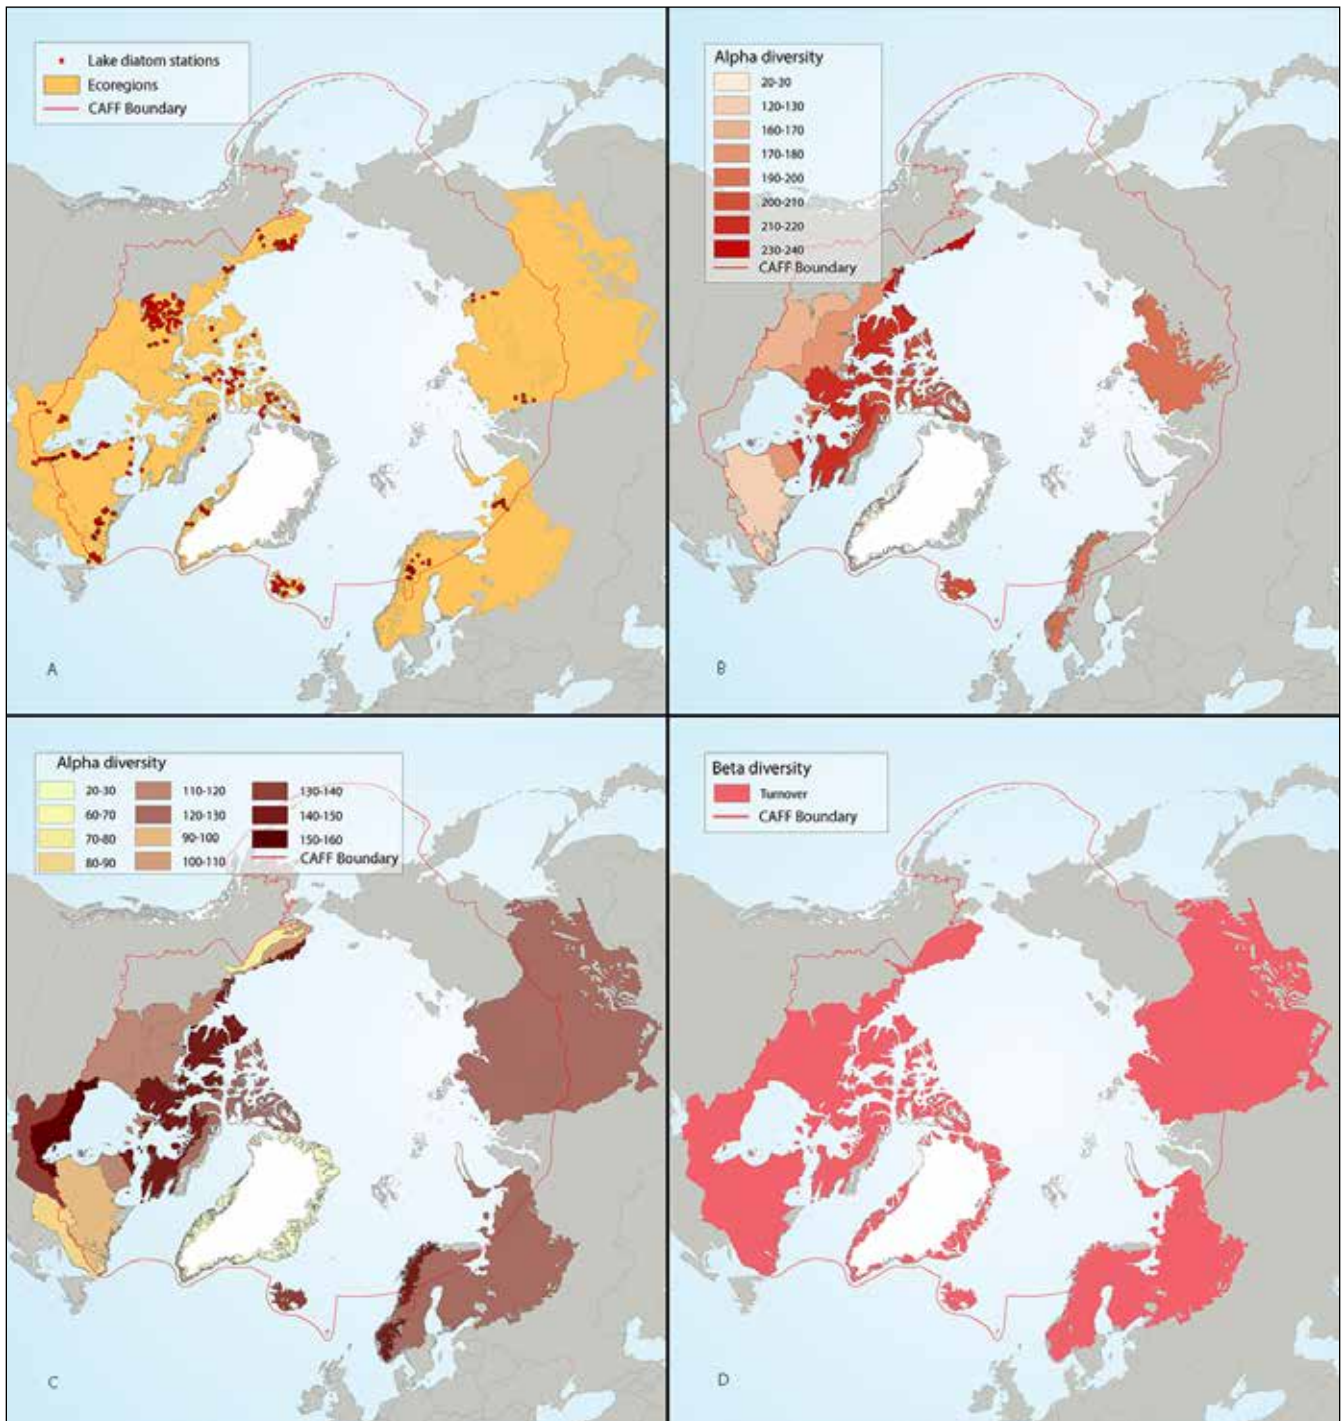 Lake diatom stations
Ecoregions
CAFF Boundary
A
Alpha diversity
20-30
120-130
160-170
170-180
190-200
200-210
210-220
230-240
CAFF Boundary
B
Alpha diversity
20-30
60-70
70-80
80-90
110-120
120-130
90-100
100-110
130-140
140-150
150-160
CAFF Boundary
C
Beta diversity
Turnover
CAFF Boundary
D